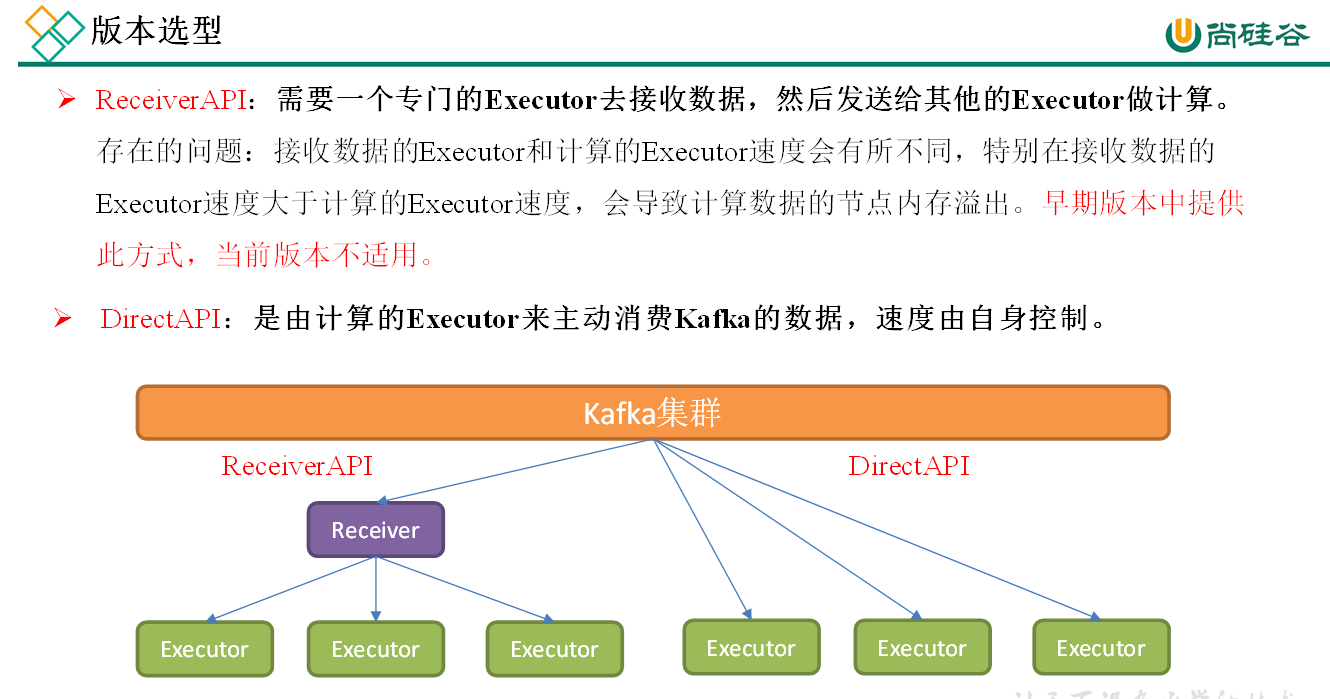 版本选型
尚硅谷
ReceiverAPI：需要一个专门的Executor去接收数据，然后发送给其他的Executor做计算。
存在的问题：接收数据的Executor和计算的Executor速度会有所不同，特别在接收数据的
Executor速度大于计算的Executor速度，会导致计算数据的节点内存溢出。早期版本中提供
此方式，当前版本不适用。
DirectAPI：是由计算的Executor来主动消费Kafka的数据，速度由自身控制。
Kafka集群
ReceiverAPI
DirectAPI
Receiver
Executor
Executor
Executor
Executor
Executor
Executor